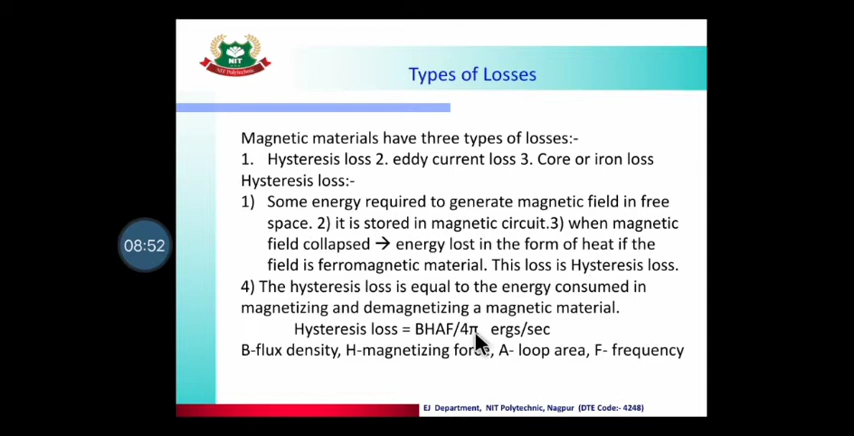 NIT
NIT Polytechnic
Types of Losses
Magnetic materials have three types of losses:-
1. Hysteresis loss 2. eddy current loss 3. Core or iron loss
Hysteresis loss:-
1) Some energy required to generate magnetic field in free
space. 2) it is stored in magnetic circuit.3) when magnetic
field collapsed → energy lost in the form of heat if the
field is ferromagnetic material. This loss is Hysteresis loss.
08:52
4) The hysteresis loss is equal to the energy consumed in
magnetizing and demagnetizing a magnetic material.
Hysteresis loss = BHAF/4π ergs/sec
B-flux density, H-magnetizing force, A- loop area, F- frequency
EJ Department, NIT Polytechnic, Nagpur (DTE Code:- 4248)